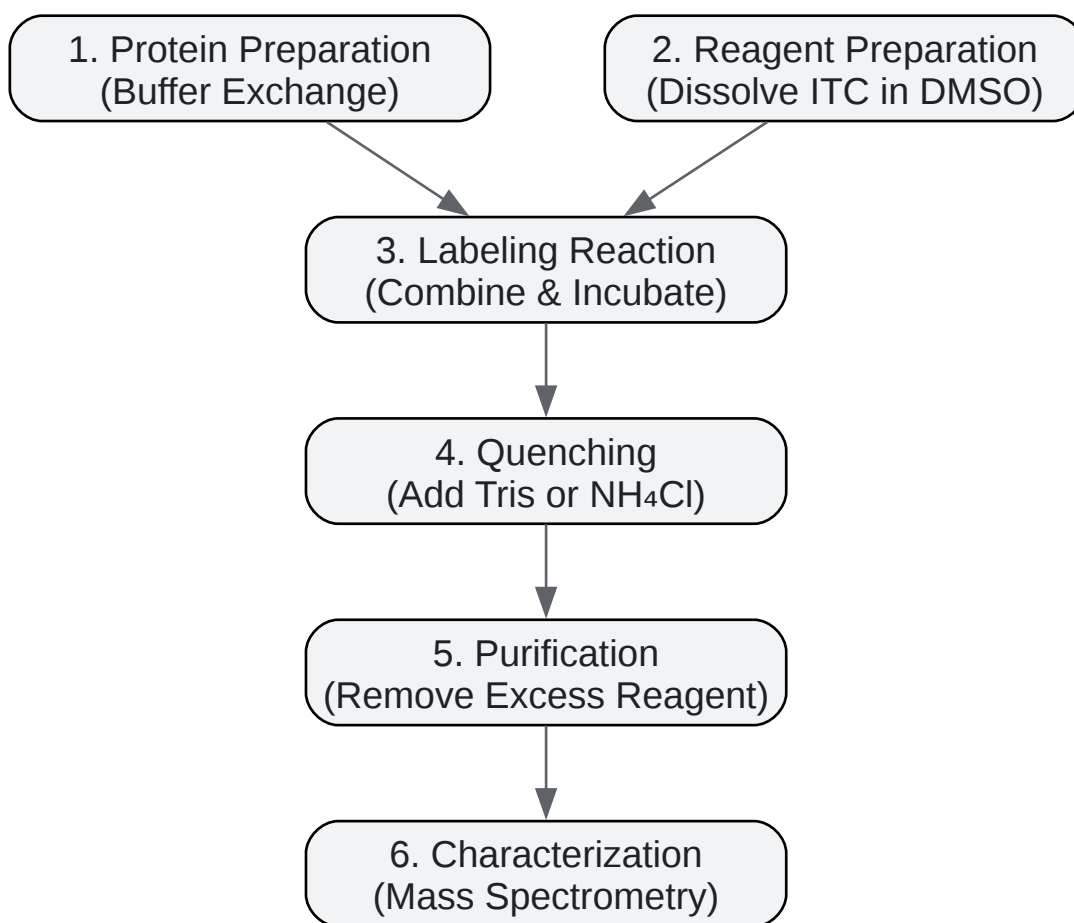 1. Protein Preparation
(Buffer Exchange)
2. Reagent Preparation
(Dissolve ITC in DMSO)
3. Labeling Reaction
(Combine & Incubate)
4. Quenching
(Add Tris or NH₄Cl)
5. Purification
(Remove Excess Reagent)
6. Characterization
(Mass Spectrometry)